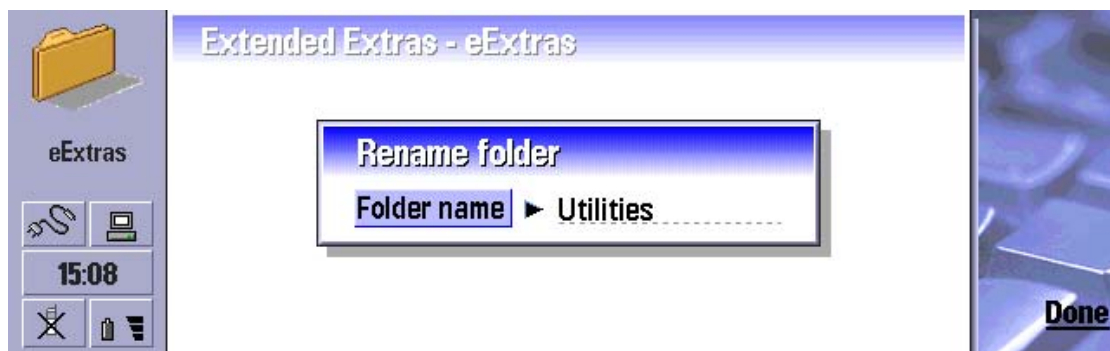 Extended Extras - eExtras
eExtras
Rename folder
Folder name Utilities
15:08
Done